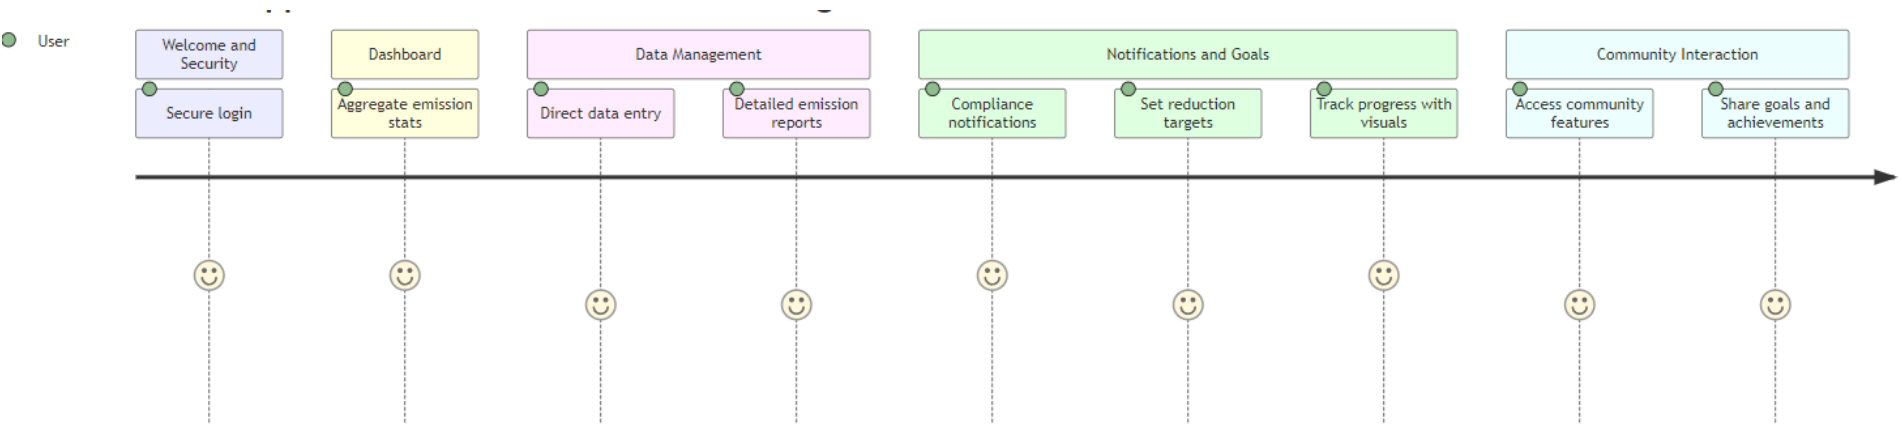 User
Welcome and
Security
Dashboard
Data Management
Notifications and Goals
Community Interaction
Secure login
Aggregate emission
stats
Direct data entry
Detailed emission
reports
Compliance
notifications
Set reduction
targets
Track progress with
visuals
Access community
features
Share goals and
achievements